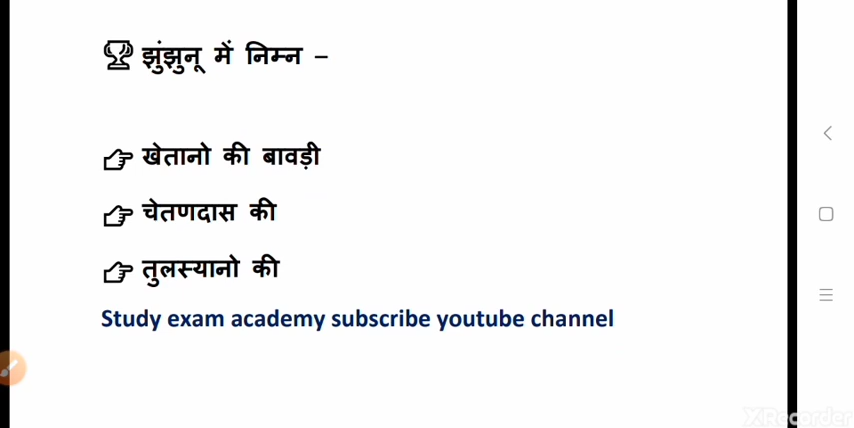 झुंझुनू में निम्न –
खेतानो की बावड़ी
चेतणदास की
तुलस्यानो की
Study exam academy subscribe youtube channel
XRecorder